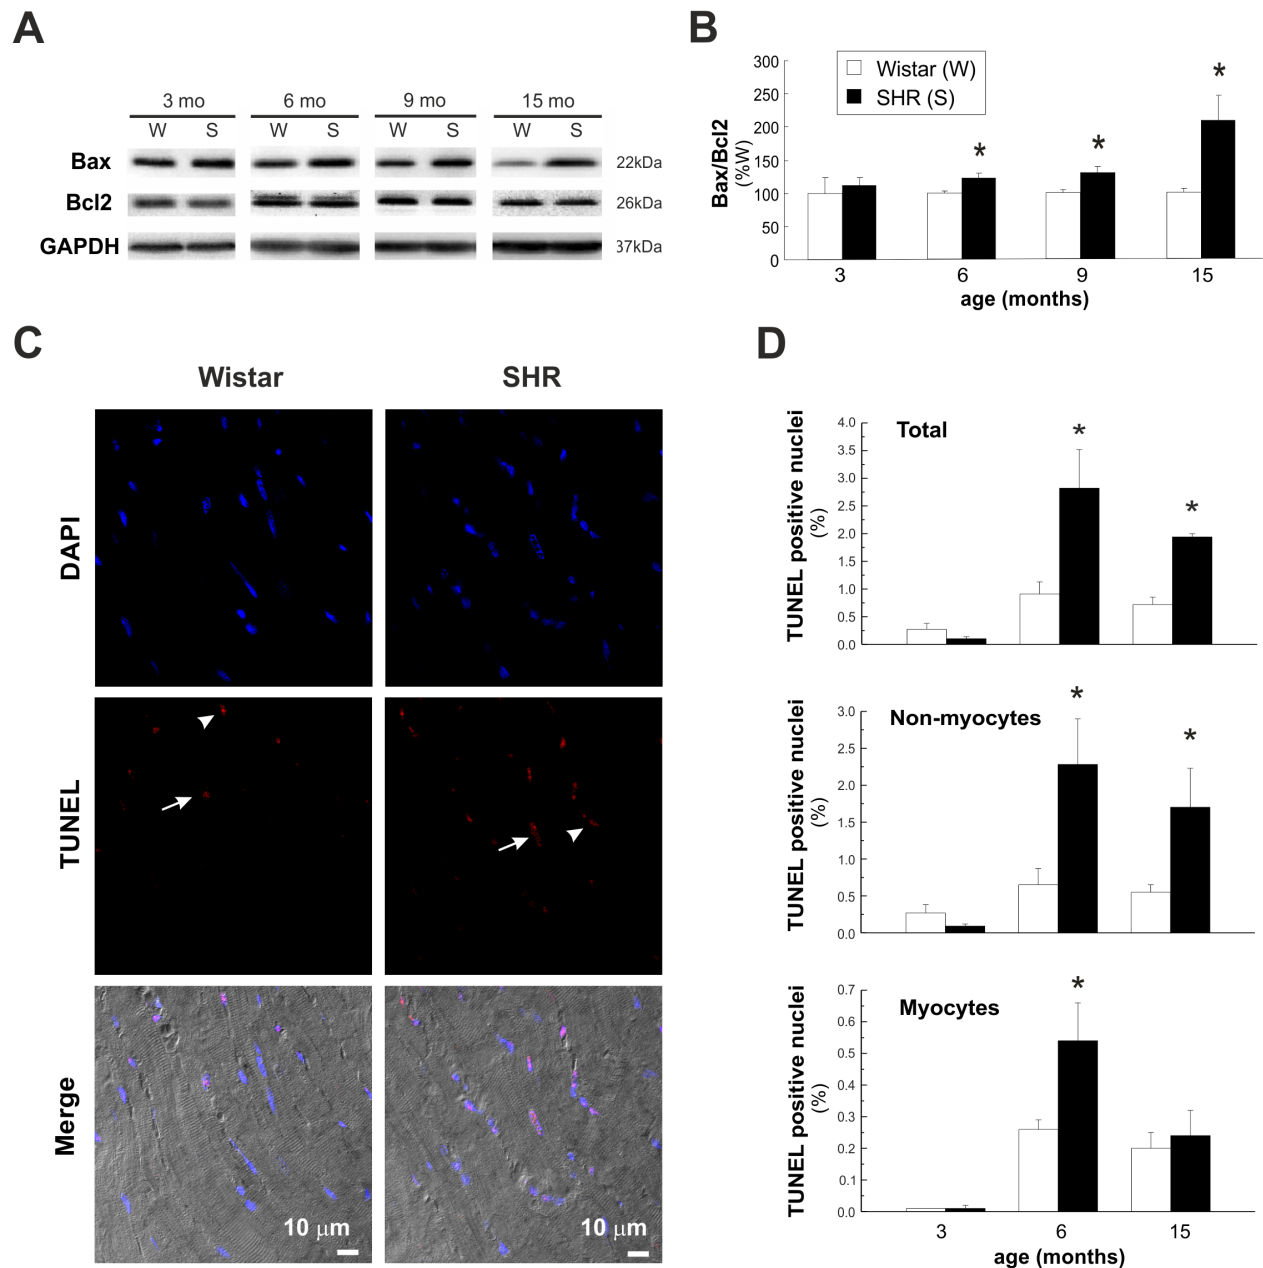 A
3 mo 6 mo 9 mo 15 mo
W S W S W S W S
Bax 22kDa
Bcl2 26kDa
GAPDH 37kDa
B
Bax/Bcl2
(%W)
300
250
200
150
100
50
0
Wistar (W)
SHR (S)
*
*
*
3 6 9 15
age (months)
C
Wistar SHR
DAPI
TUNEL
Merge
10 μm 10 μm
D
TUNEL positive nuclei
(%)
Total
4.0
3.5
3.0
2.5
2.0
1.5
1.0
0.5
0.0
*
*
TUNEL positive nuclei
(%)
Non-myocytes
3.0
2.5
2.0
1.5
1.0
0.5
0.0
*
*
TUNEL positive nuclei
(%)
Myocytes
0.7
0.6
0.5
0.4
0.3
0.2
0.1
0.0
*
3 6 15
age (months)